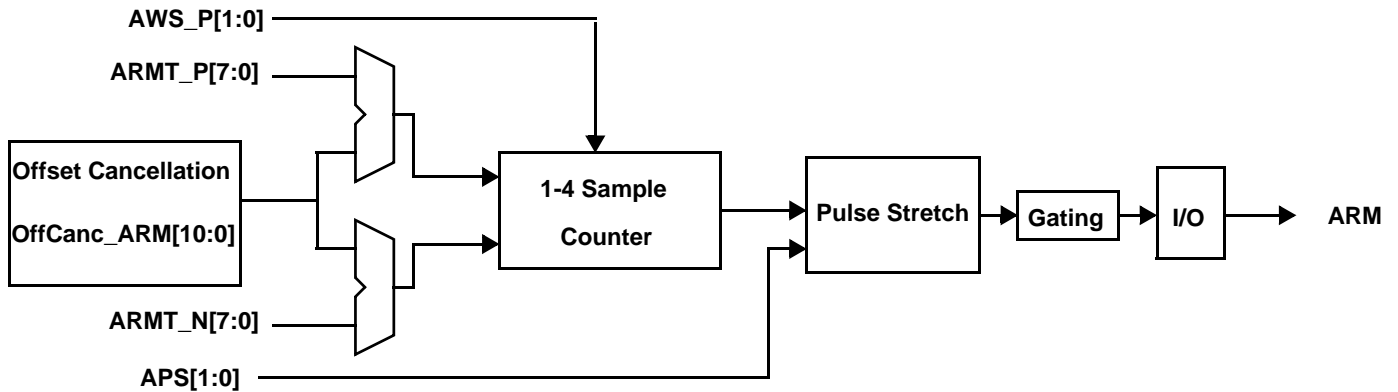 AWS_P[1:0]
ARMT_P[7:0]
Offset Cancellation
OffCanc_ARM[10:0]
ARMT_N[7:0]
APS[1:0]
1-4 Sample
Counter
Pulse Stretch
Gating
I/O
ARM